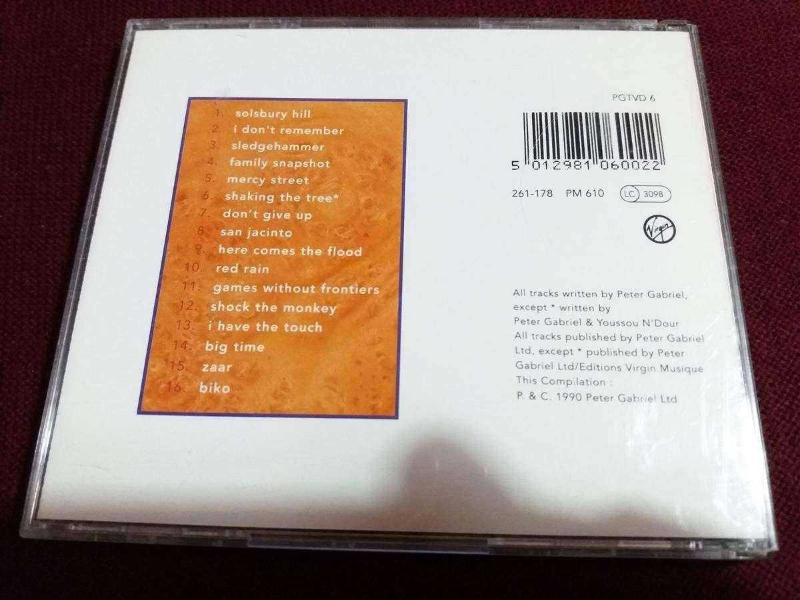 1. solsbury hill
2. i don't remember
3. sledgehammer
4. family snapshot
5. mercy street
6. shaking the tree*
7. don't give up
8. san jacinto
9. here comes the flood
10. red rain
11. games without frontiers
12. shock the monkey
13. i have the touch
14. big time
15. zaar
16. biko
PGTVD 6
5 012981 060022
261-178 PM 610 LC 3098
Virgin
All tracks written by Peter Gabriel,
except * written by
Peter Gabriel & Youssou N'Dour
All tracks published by Peter Gabriel
Ltd, except * published by Peter
Gabriel Ltd/Editions Virgin Musique
This Compilation :
P. & C. 1990 Peter Gabriel Ltd